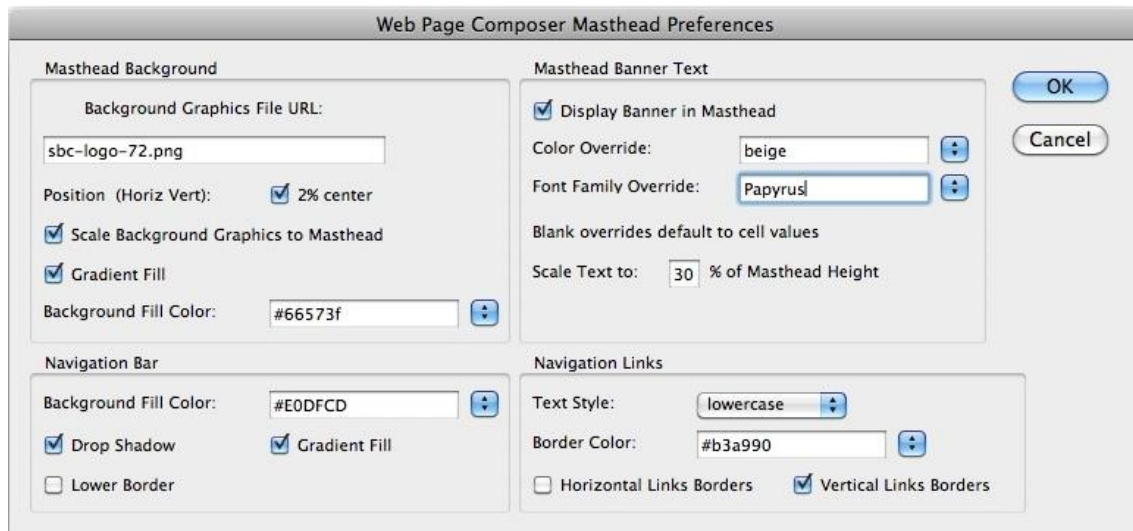 Web Page Composer Masthead Preferences
Masthead Background
Background Graphics File URL:
sbc-logo-72.png
Position (Horiz Vert): 2% center
Scale Background Graphics to Masthead
Gradient Fill
Background Fill Color: #66573f
Masthead Banner Text
Display Banner in Masthead
Color Override: beige
Font Family Override: Papyrus
Blank overrides default to cell values
Scale Text to: 30 % of Masthead Height
OK
Cancel
Navigation Bar
Background Fill Color: #E0DFCD
Drop Shadow Gradient Fill
Lower Border
Navigation Links
Text Style: lowercase
Border Color: #b3a990
Horizontal Links Borders Vertical Links Borders